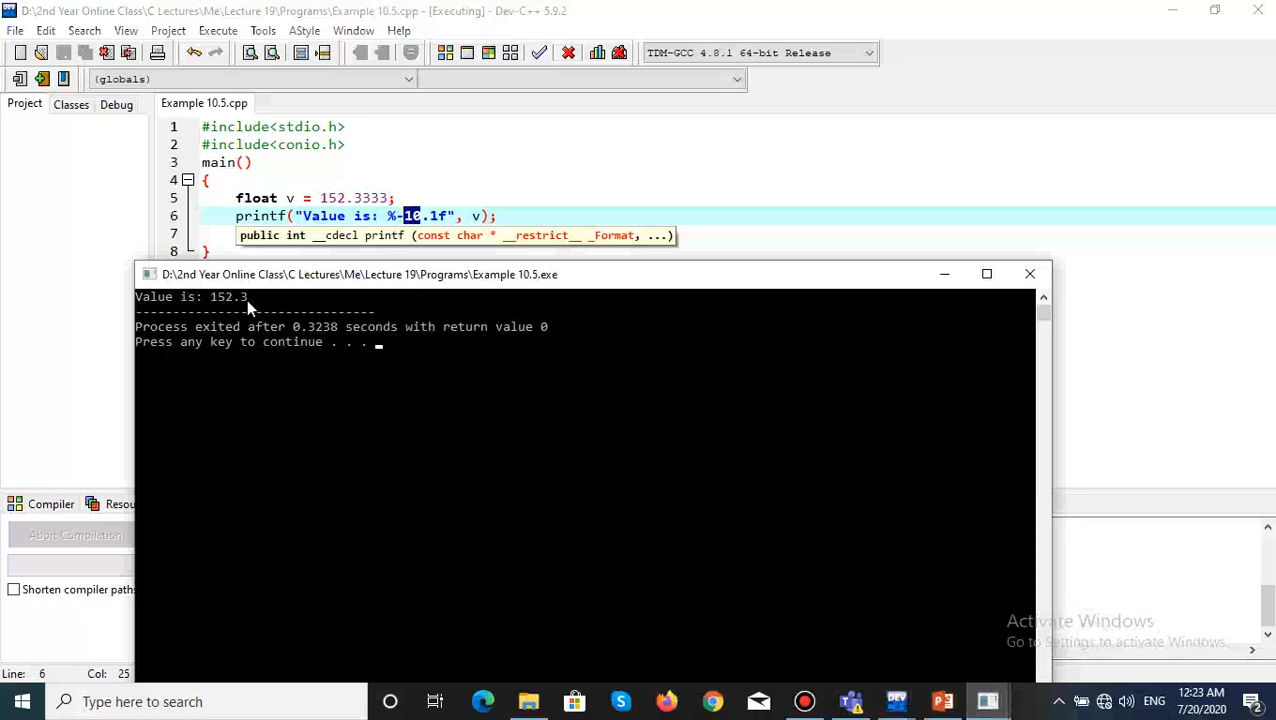 D:\2nd Year Online Class\C Lectures\Me\Lecture 19\Programs\Example 10.5.cpp - [Executing] - Dev-C++ 5.9.2
File Edit Search View Project Execute Tools AStyle Window Help
TDM-GCC 4.8.1 64-bit Release
(globals)
Project Classes Debug Example 10.5.cpp
1 #include<stdio.h>
2 #include<conio.h>
3 main()
4 {
5 float v = 152.3333;
6 printf("Value is: %-10.1f", v);
7 public int __cdecl printf (const char * __restrict__ _Format, ...)
8 }
D:\2nd Year Online Class\C Lectures\Me\Lecture 19\Programs\Example 10.5.exe
Value is: 152.3
--------------------------------
Process exited after 0.3238 seconds with return value 0
Press any key to continue . . .
Compiler Resou
Abort Compilation
Shorten compiler paths
Activate Windows
Go to Settings to activate Windows.
Line: 6 Col: 25
Type here to search
DEV
ENG
12:23 AM
7/20/2020
2